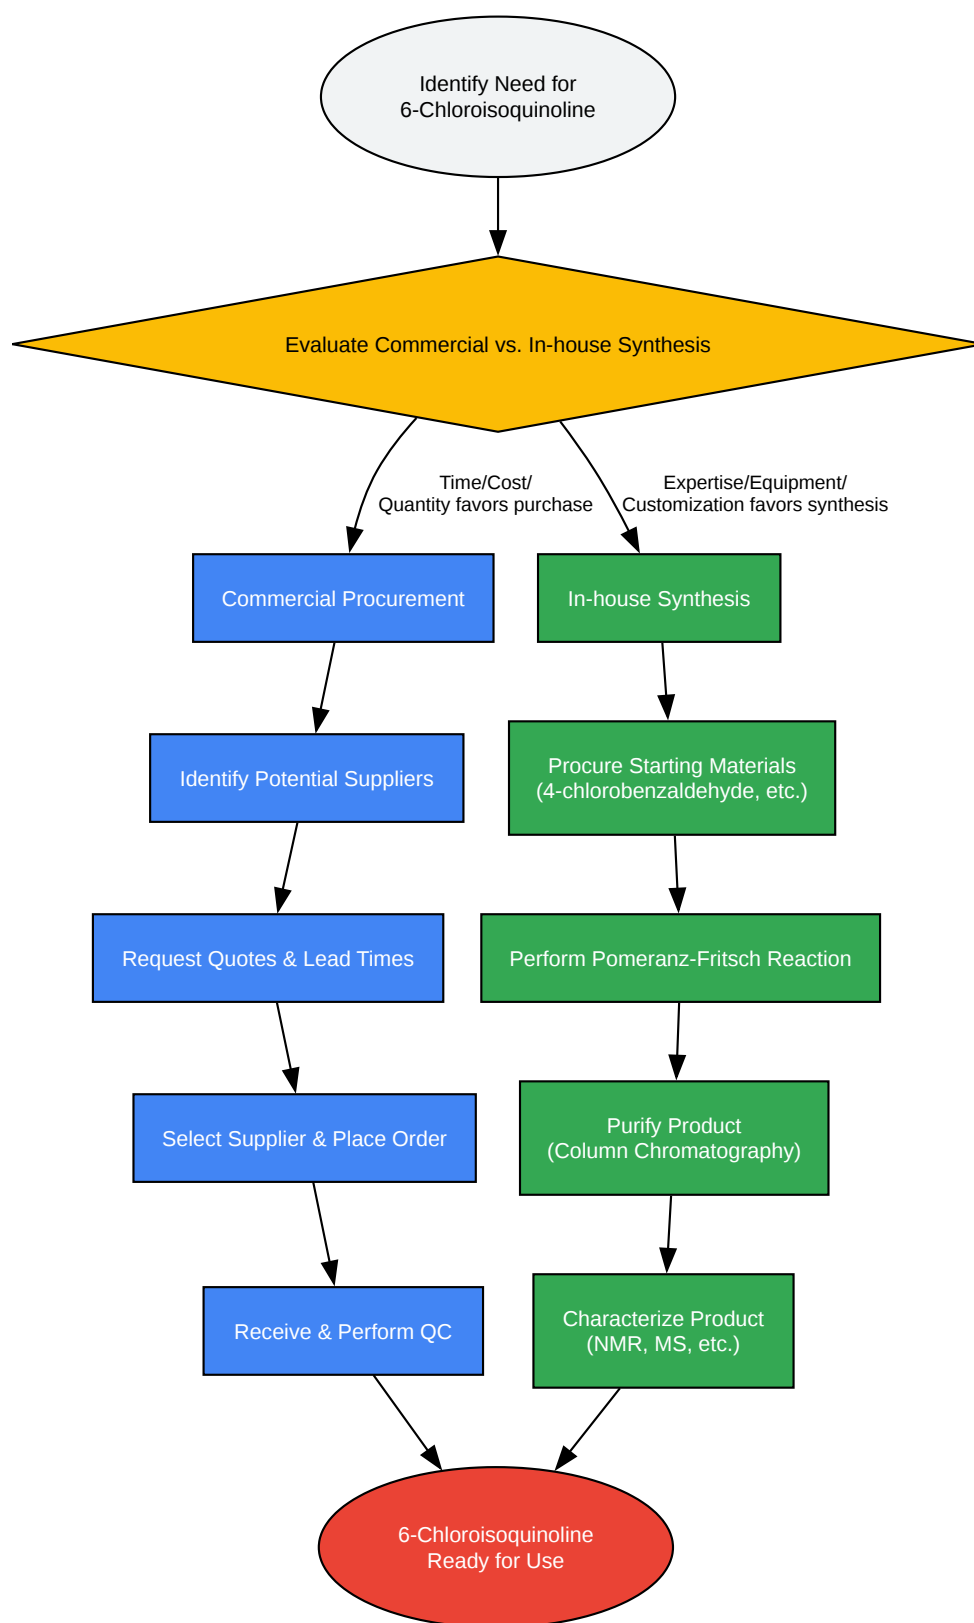 Identify Need for
6-Chloroisoquinoline
Evaluate Commercial vs. In-house Synthesis
Time/Cost/
Quantity favors purchase
Expertise/Equipment/
Customization favors synthesis
Commercial Procurement
In-house Synthesis
Identify Potential Suppliers
Procure Starting Materials
(4-chlorobenzaldehyde, etc.)
Request Quotes & Lead Times
Perform Pomeranz-Fritsch Reaction
Select Supplier & Place Order
Purify Product
(Column Chromatography)
Receive & Perform QC
Characterize Product
(NMR, MS, etc.)
6-Chloroisoquinoline
Ready for Use